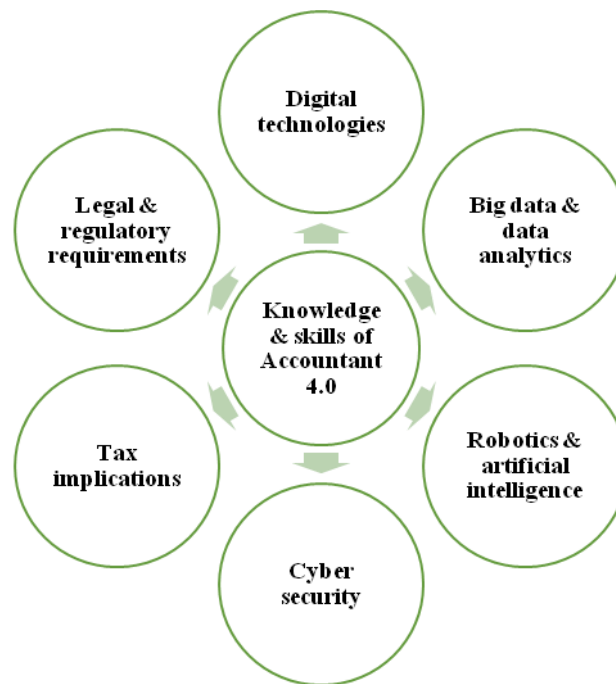 Digital
technologies
Legal &
regulatory
requirements
Big data &
data
analytics
Knowledge
& skills of
Accountant
4.0
Tax
implications
Robotics &
artificial
intelligence
Cyber
security